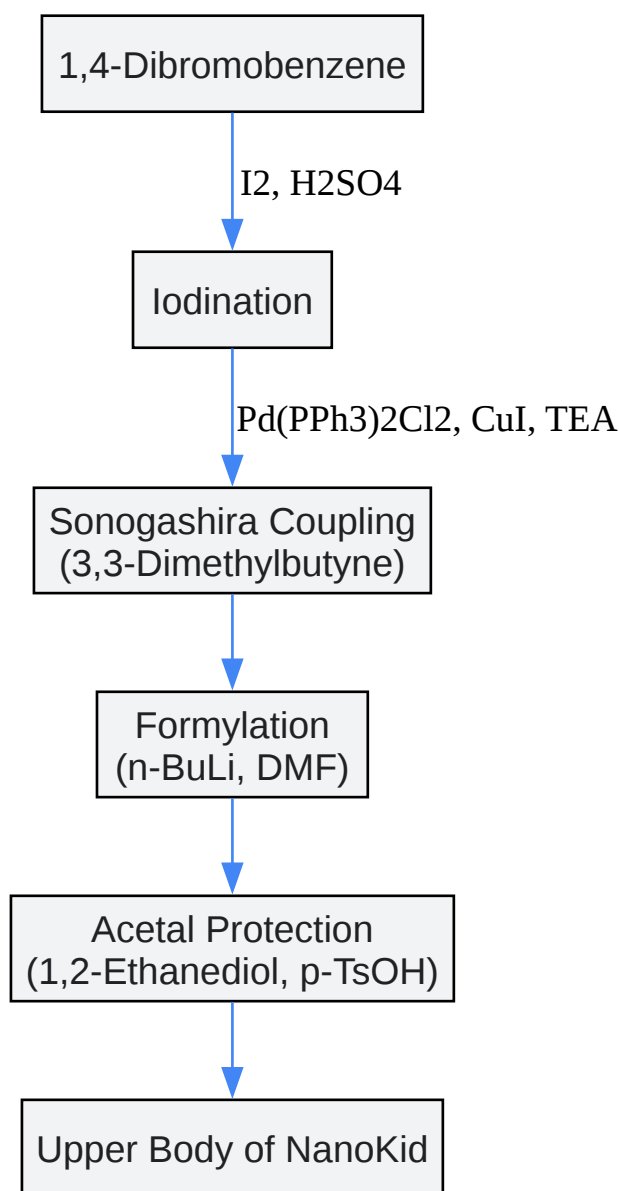 1,4-Dibromobenzene
I2, H2SO4
Iodination
Pd(PPh3)2Cl2, CuI, TEA
Sonogashira Coupling
(3,3-Dimethylbutyne)
Formylation
(n-BuLi, DMF)
Acetal Protection
(1,2-Ethanediol, p-TsOH)
Upper Body of NanoKid